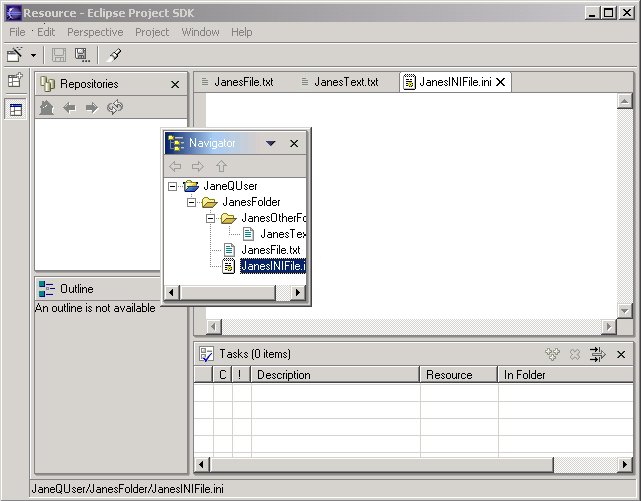 Resource - Eclipse Project SDK
File Edit Perspective Project Window Help
Repositories
JanesFile.txt JanesText.txt JanesINIFile.ini
Navigator
JaneQUser
JanesFolder
JanesOtherFo
JanesTex
JanesFile.txt
JanesINIFile.i
Outline
An outline is not available
Tasks (0 items)
C ! Description Resource In Folder
JaneQUser/JanesFolder/JanesINIFile.ini